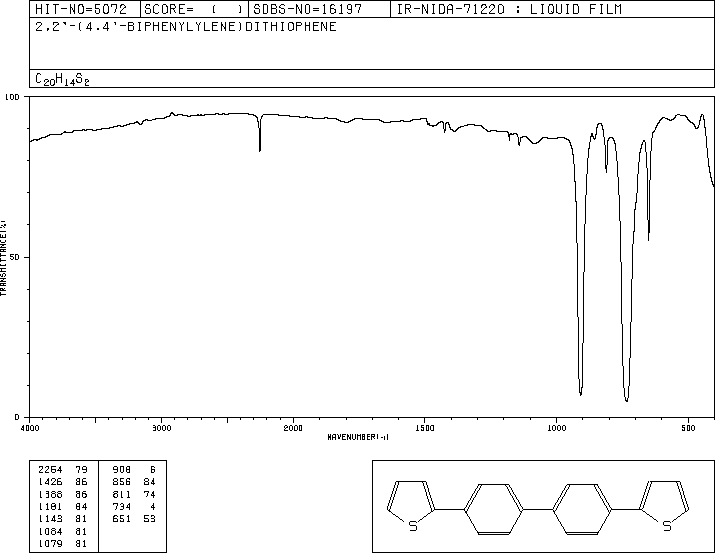 HIT-NO=5072 SCORE= ( ) SDBS-NO=16197 IR-NIDA-71220 : LIQUID FILM
2,2'-(4,4'-BIPHENYLYLENE)DITHIOPHENE
C20H14S2
100
50
0
TRANSMITTANCE(%)
4000 3000 2000 1500 1000 500
WAVENUMBER(-1)
2254 79 908 6
1426 86 856 84
1388 86 811 74
1181 84 734 4
1143 81 651 53
1084 81
1079 81
S S